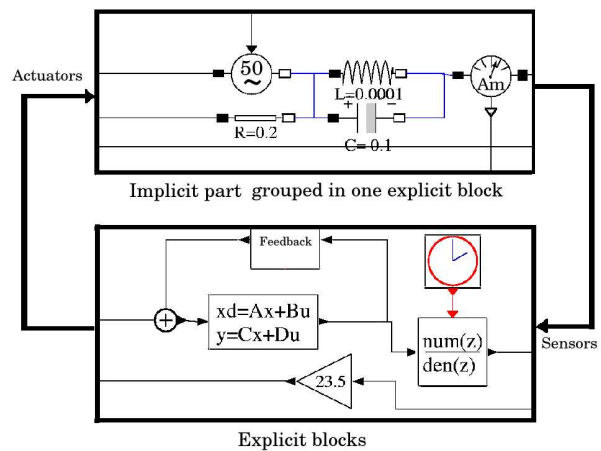 Actuators
50
~
L=0.0001
Am
+ −
R=0.2
C= 0.1
Implicit part grouped in one explicit block
Feedback
+
xd=Ax+Bu
y=Cx+Du
num(z)
den(z)
Sensors
23.5
Explicit blocks